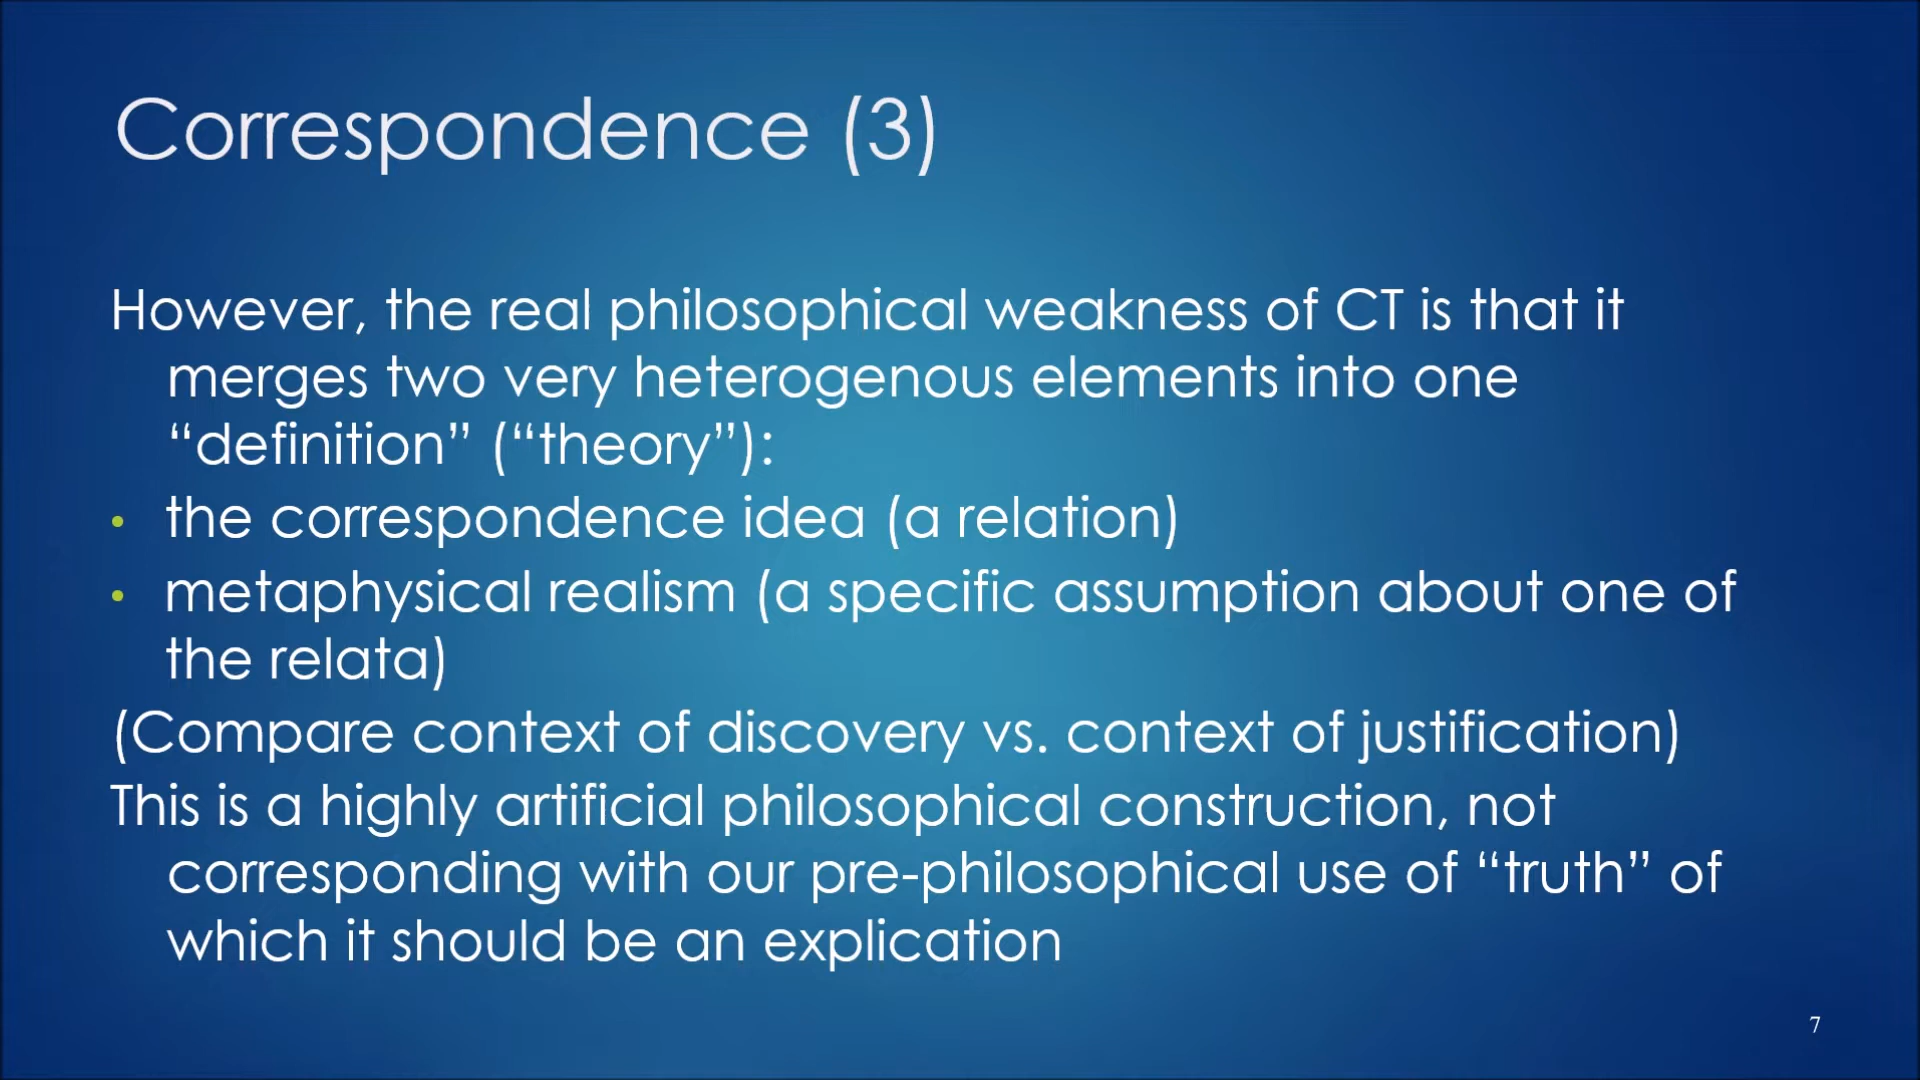 Correspondence (3)
However, the real philosophical weakness of CT is that it
merges two very heterogenous elements into one
“definition” (“theory”):
• the correspondence idea (a relation)
• metaphysical realism (a specific assumption about one of
the relata)
(Compare context of discovery vs. context of justification)
This is a highly artificial philosophical construction, not
corresponding with our pre-philosophical use of “truth” of
which it should be an explication
7